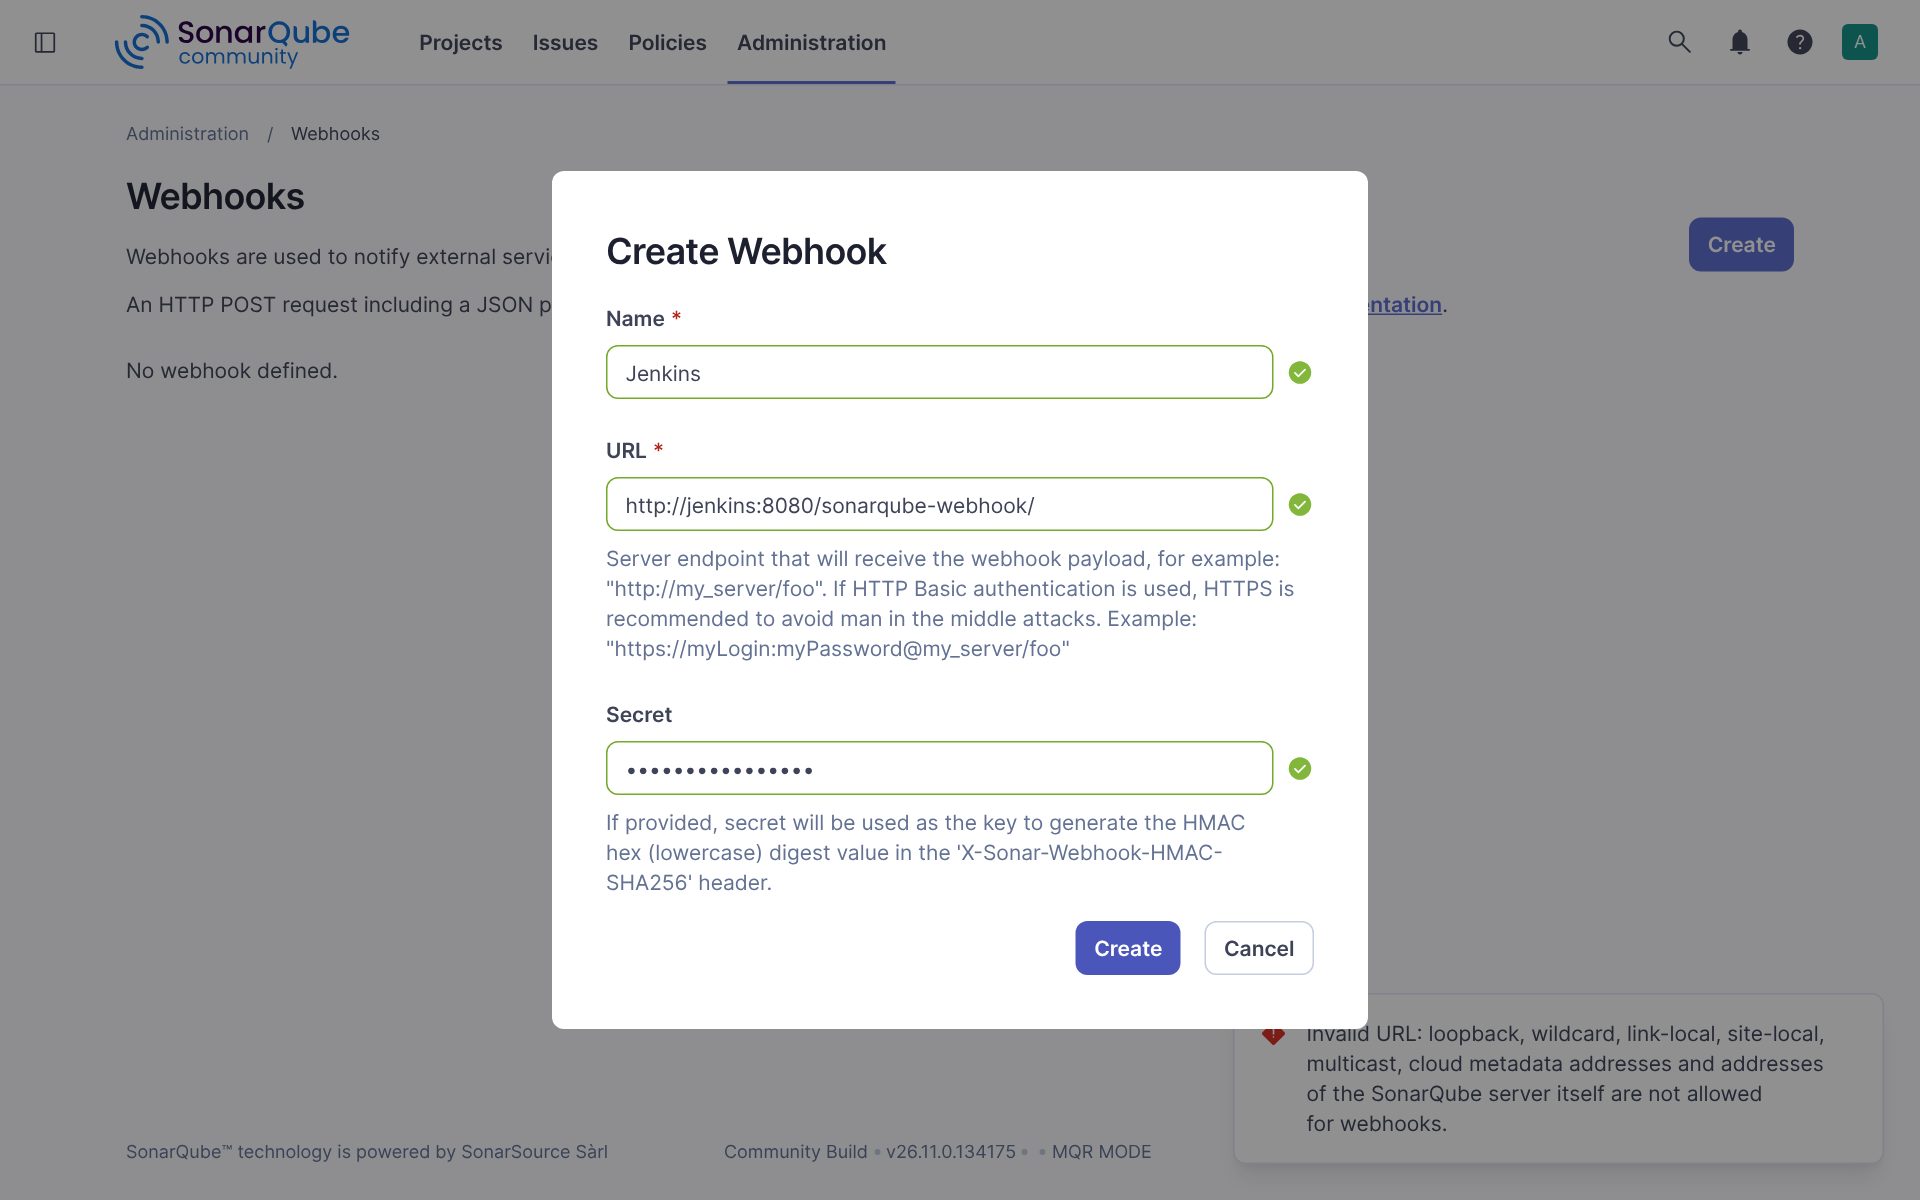 SonarQube community
Projects Issues Policies Administration
? A
Administration / Webhooks
Webhooks
Webhooks are used to notify external
Create
An HTTP POST request including a JSON
.
No webhook defined.
Create Webhook
Name *
Jenkins
URL *
http://jenkins:8080/sonarqube-webhook/
Server endpoint that will receive the webhook payload, for example:
"http://my_server/foo". If HTTP Basic authentication is used, HTTPS is
recommended to avoid man in the middle attacks. Example:
"https://myLogin:myPassword@my_server/foo"
Secret
••••••••••••••••
If provided, secret will be used as the key to generate the HMAC
hex (lowercase) digest value in the 'X-Sonar-Webhook-HMAC-
SHA256' header.
Create Cancel
Invalid URL: loopback, wildcard, link-local, site-local,
multicast, cloud metadata addresses and addresses
of the SonarQube server itself are not allowed
for webhooks.
SonarQube™ technology is powered by SonarSource Sàrl
Community Build • v26.11.0.134175 • • MQR MODE